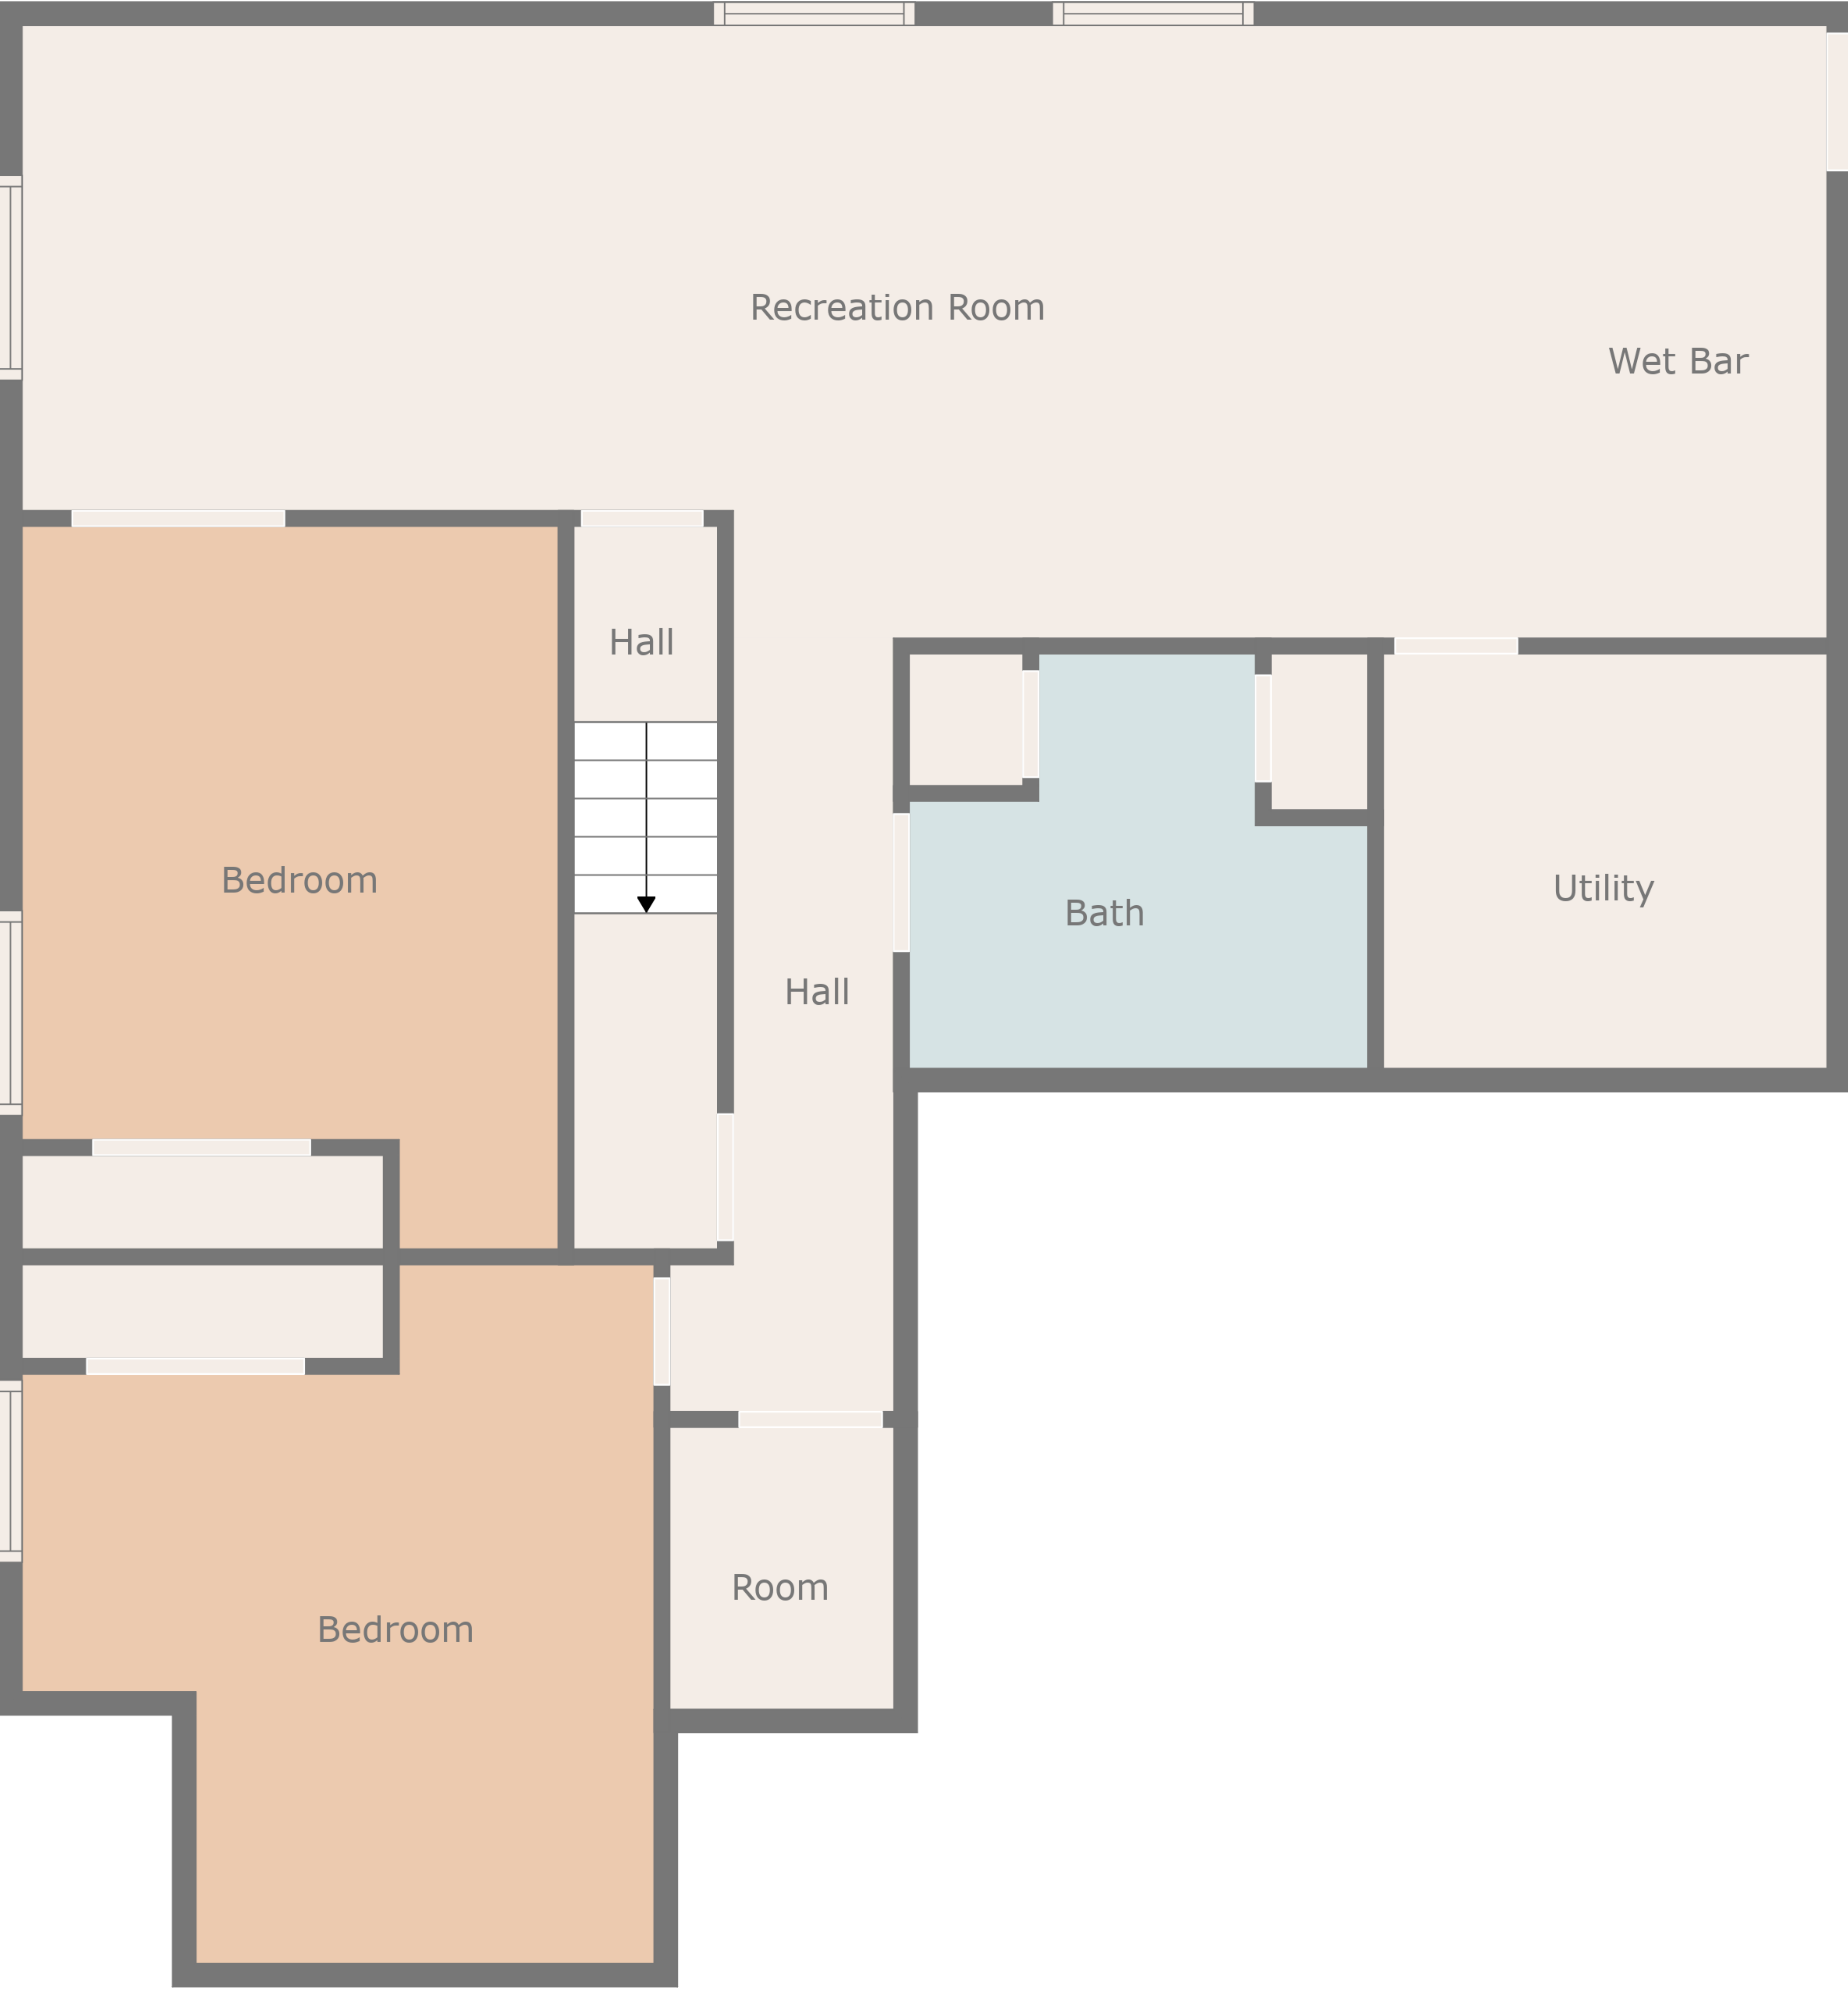 Recreation Room
Wet Bar
Hall
Bedroom
Utility
Bath
Hall
Room
Bedroom